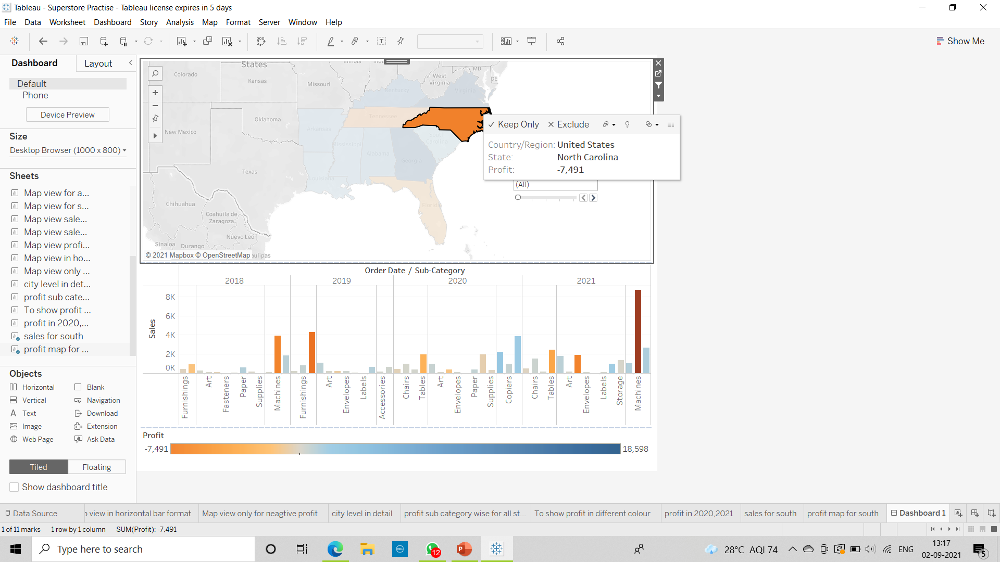 Tableau - Superstore Practise - Tableau license expires in 5 days
File Data Worksheet Dashboard Story Analysis Map Format Server Window Help
Show Me
Dashboard
Layout
Default
Phone
Device Preview
Size
Desktop Browser (1000 x 800)
Sheets
Map view for a...
Map view for s...
Map view sale...
Map view sale...
Map view profi...
Map view in ho...
Map view only ...
city level in det...
profit sub cate...
To show profit ...
profit in 2020,...
sales for south
profit map for ...
Objects
Horizontal Blank
Vertical Navigation
Text Download
Image Extension
Web Page Ask Data
Tiled Floating
Show dashboard title
States
Colorado
Kansas
Missouri
West Virginia
MD
DE
Kentucky
Virginia
Oklahoma
Tennessee
New Mexico
Arkansas
South Carolina
Mississippi
Alabama
Georgia
Texas
Louisiana
Chihuahua
Florida
Coahuila de Zaragoza
Nuevo León
Sinaloa
Durango
© 2021 Mapbox © OpenStreetMap
Keep Only Exclude
Country/Region: United States
State: North Carolina
Profit: -7,491
(All)
Order Date / Sub-Category
2018 2019 2020 2021
Sales
8K
6K
4K
2K
0K
Furnishings
Art
Fasteners
Paper
Supplies
Machines
Furnishings
Art
Envelopes
Labels
Accessories
Chairs
Tables
Art
Envelopes
Paper
Supplies
Copiers
Chairs
Tables
Art
Envelopes
Labels
Storage
Machines
Profit
-7,491 18,598
Data Source
view in horizontal bar format
Map view only for neagtive profit
city level in detail
profit sub category wise for all st...
To show profit in different colour
profit in 2020,2021
sales for south
profit map for south
Dashboard 1
1 of 11 marks 1 row by 1 column SUM(Profit): -7,491
Type here to search
DELL
12
28°C AQI 74
ENG
13:17
02-09-2021
5